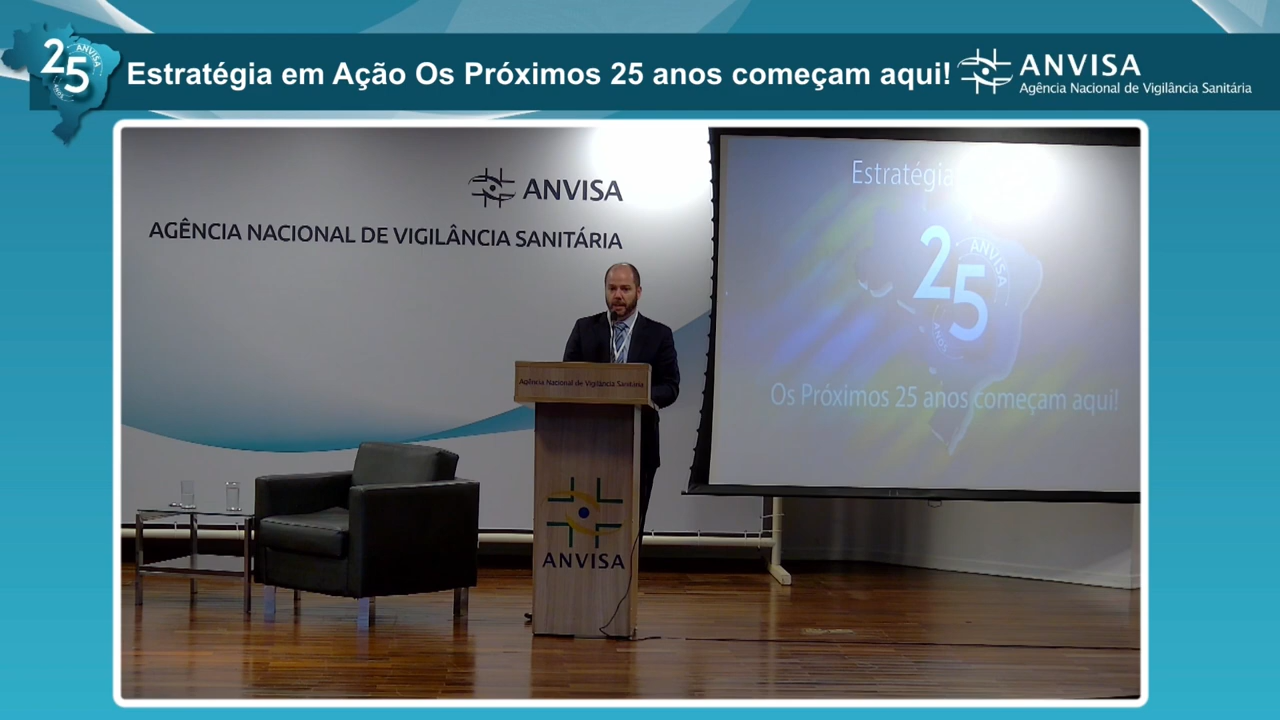 25
ANVISA
ANOS
Estratégia em Ação Os Próximos 25 anos começam aqui!
ANVISA
Agência Nacional de Vigilância Sanitária
ANVISA
AGÊNCIA NACIONAL DE VIGILÂNCIA SANITÁRIA
Estratégia
25
ANVISA
ANOS
Os Próximos 25 anos começam aqui!
Agência Nacional de Vigilância Sanitária
ANVISA